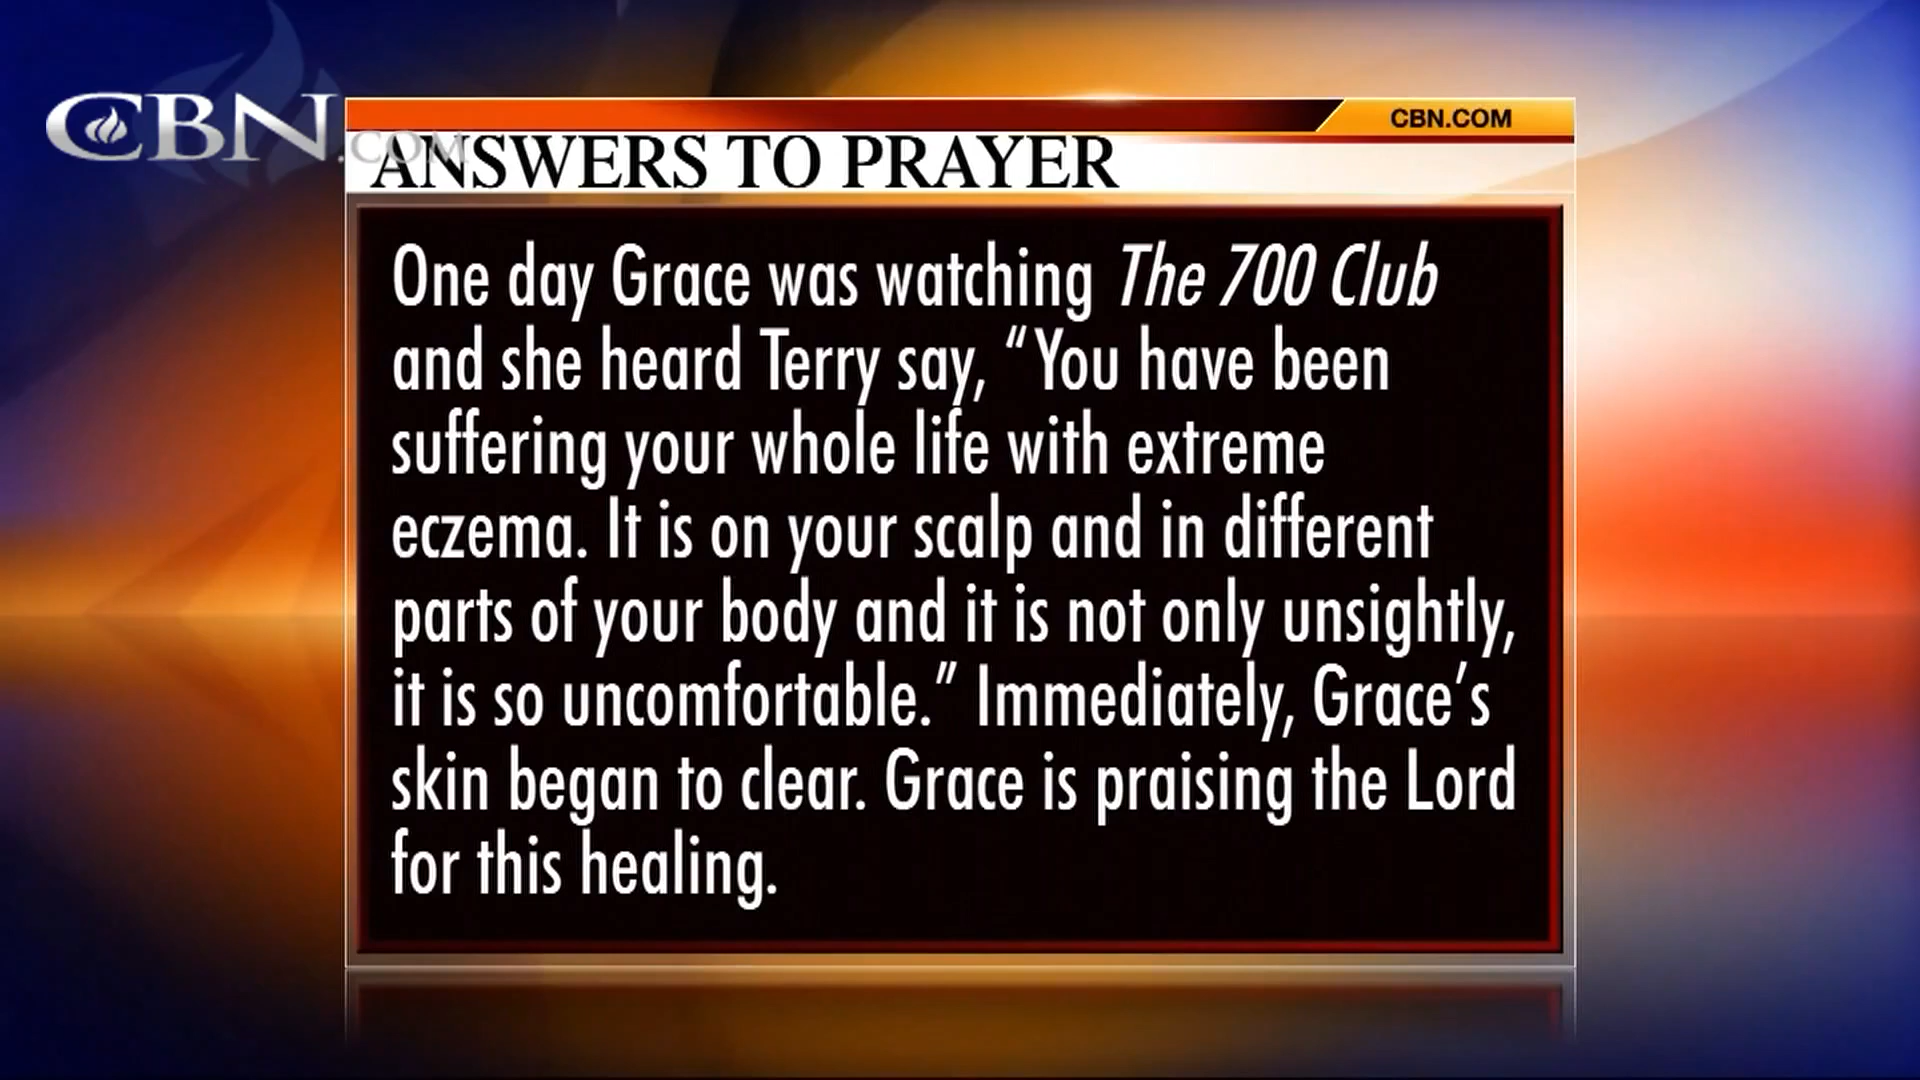 CBN.COM
CBN.COM
ANSWERS TO PRAYER
One day Grace was watching The 700 Club
and she heard Terry say, “You have been
suffering your whole life with extreme
eczema. It is on your scalp and in different
parts of your body and it is not only unsightly,
it is so uncomfortable.” Immediately, Grace’s
skin began to clear. Grace is praising the Lord
for this healing.